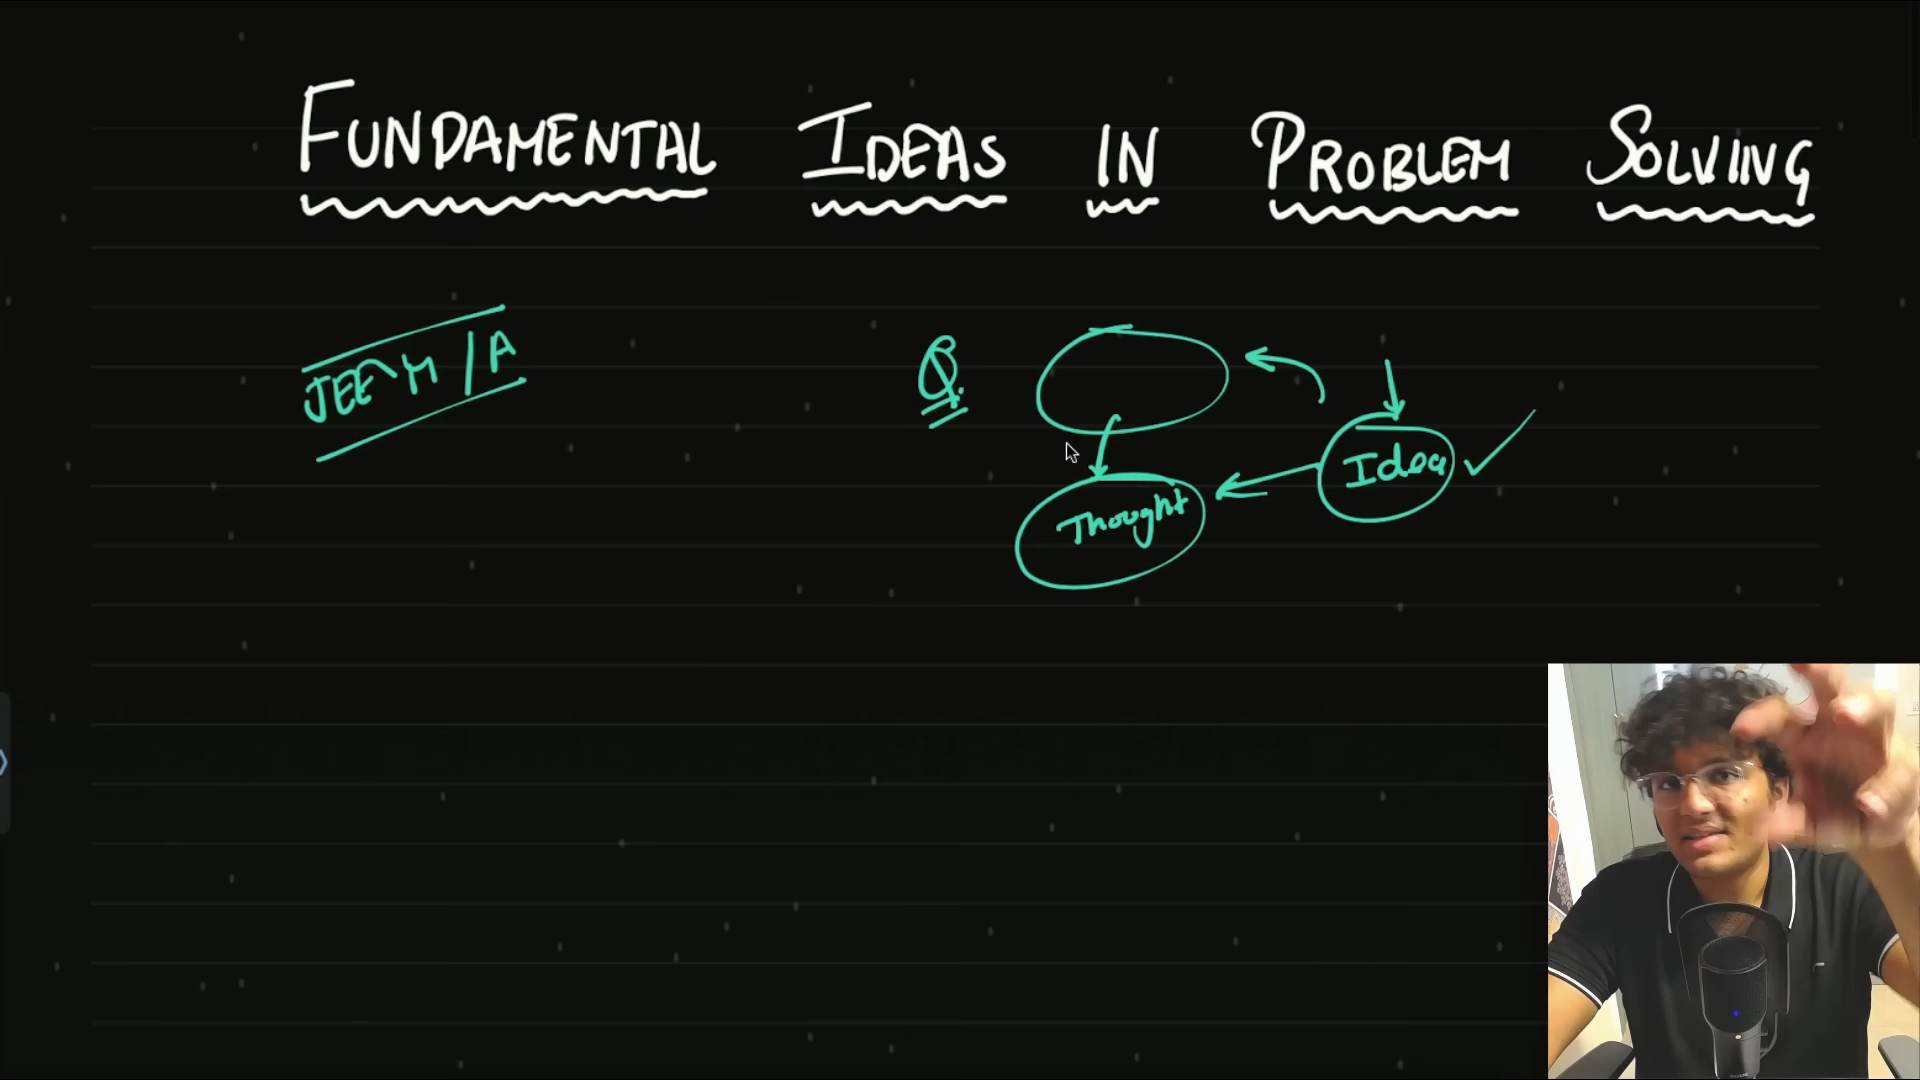 FUNDAMENTAL IDEAS IN PROBLEM SOLVING
JEE M/A
Q.
Idea
Thought